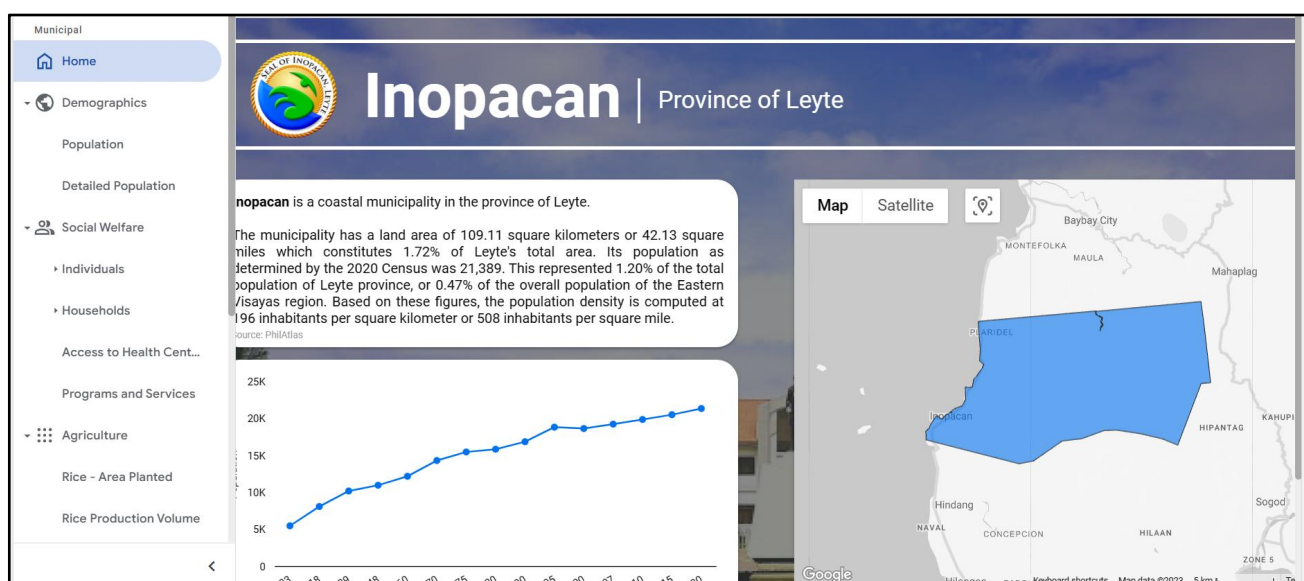 Municipal
Home
Demographics
Population
Detailed Population
Social Welfare
Individuals
Households
Access to Health Cent...
Programs and Services
Agriculture
Rice - Area Planted
Rice Production Volume
SEAL OF INOPACAN, LEYTE
Inopacan | Province of Leyte
nopacan is a coastal municipality in the province of Leyte.
The municipality has a land area of 109.11 square kilometers or 42.13 square
miles which constitutes 1.72% of Leyte's total area. Its population as
determined by the 2020 Census was 21,389. This represented 1.20% of the total
population of Leyte province, or 0.47% of the overall population of the Eastern
Visayas region. Based on these figures, the population density is computed at
196 inhabitants per square kilometer or 508 inhabitants per square mile.
Source: PhilAtlas
25K
20K
15K
10K
5K
0
Map Satellite
Baybay City
MONTEFOLKA
MAULA
Mahaplag
PLARIDEL
Inopacan
KAHUPI
HIPANTAG
Hindang
Sogod
NAVAL
CONCEPCION
HILAAN
ZONE 5
Google
Keyboard shortcuts Map data ©2023 5 km